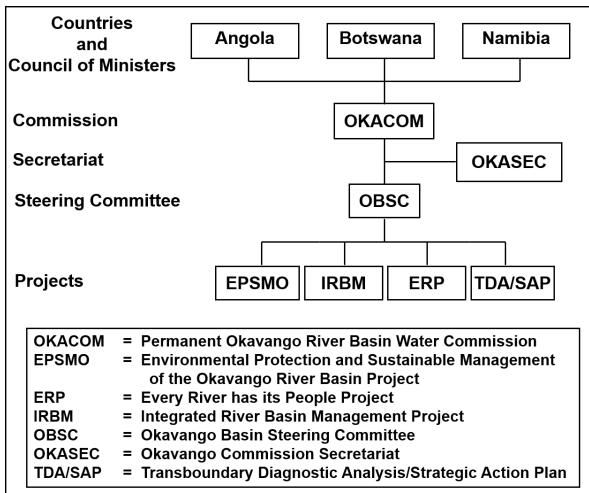 Countries
and
Council of Ministers
Angola
Botswana
Namibia
Commission
OKACOM
Secretariat
OKASEC
Steering Committee
OBSC
Projects
EPSMO
IRBM
ERP
TDA/SAP
OKACOM = Permanent Okavango River Basin Water Commission
EPSMO = Environmental Protection and Sustainable Management
of the Okavango River Basin Project
ERP = Every River has its People Project
IRBM = Integrated River Basin Management Project
OBSC = Okavango Basin Steering Committee
OKASEC = Okavango Commission Secretariat
TDA/SAP = Transboundary Diagnostic Analysis/Strategic Action Plan